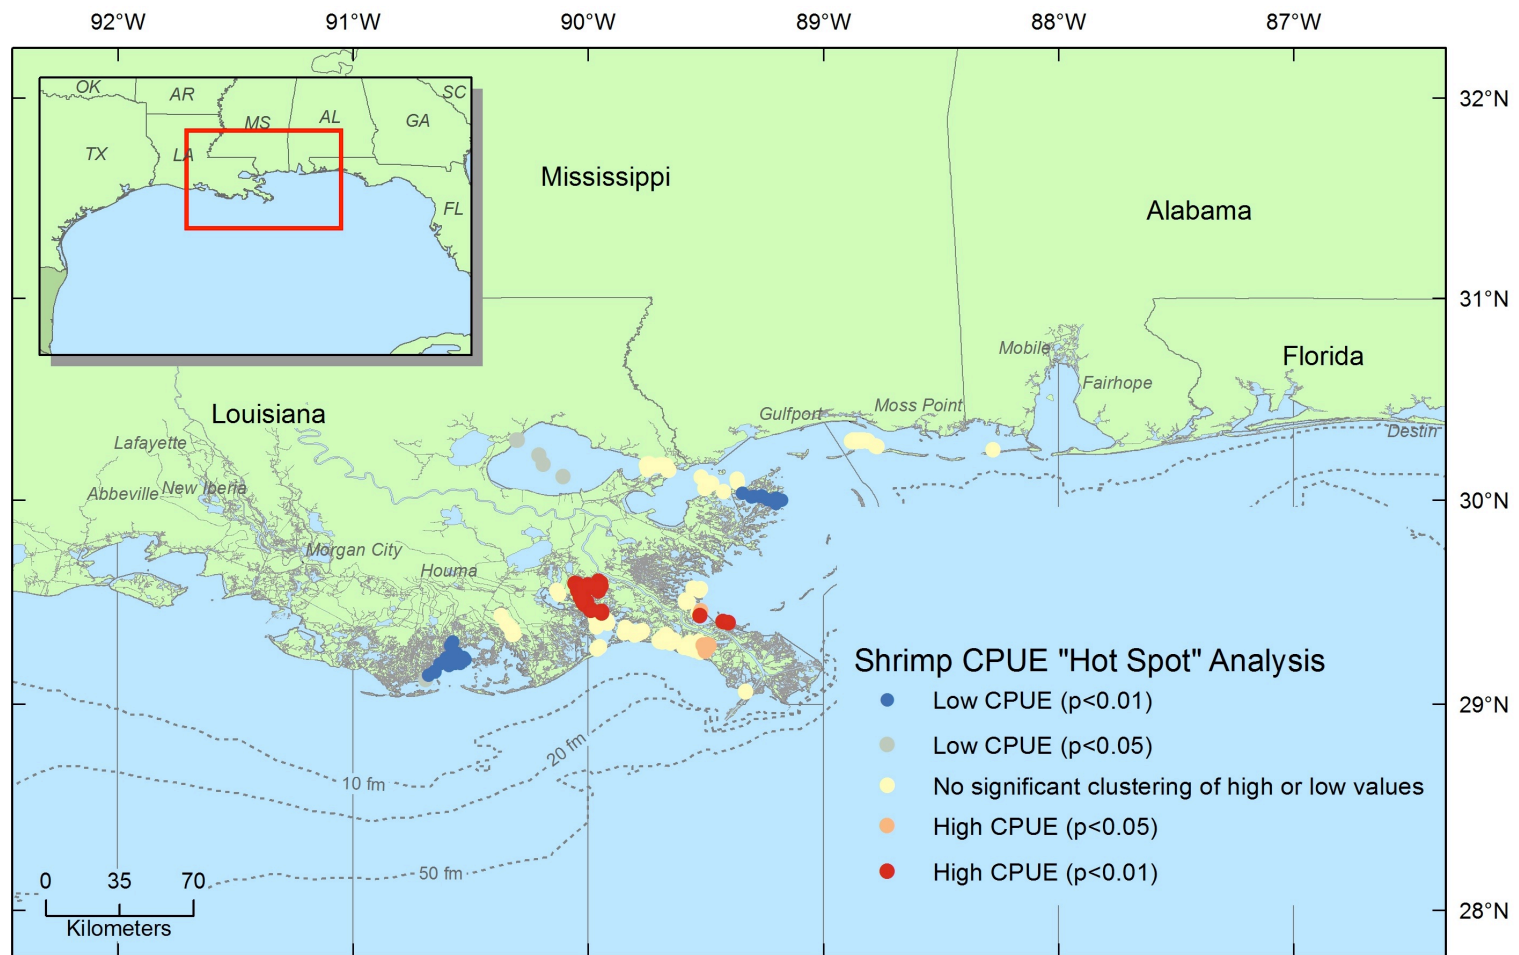 92°W 91°W 90°W 89°W 88°W 87°W
OK AR SC
MS AL GA
TX LA
FL
32°N
Mississippi
Alabama
31°N
Mobile
Florida
Fairhope
Louisiana
Gulfport Moss Point
Lafayette
Destin
Abbeville New Iberia
30°N
Morgan City
Houma
29°N
Shrimp CPUE "Hot Spot" Analysis
Low CPUE (p<0.01)
Low CPUE (p<0.05)
No significant clustering of high or low values
High CPUE (p<0.05)
High CPUE (p<0.01)
20 fm
10 fm
50 fm
0 35 70
Kilometers
28°N